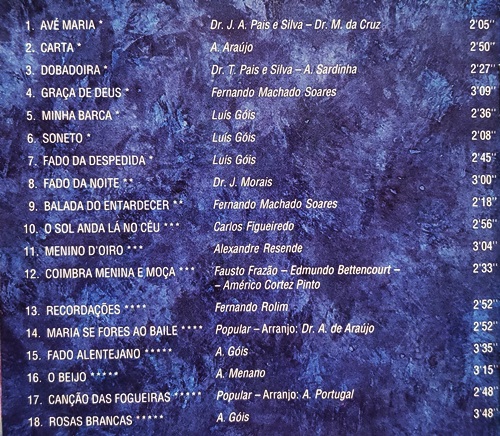 1. AVÉ MARIA * Dr. J. A. Pais e Silva – Dr. M. da Cruz 2'05''
2. CARTA * A. Araújo 2'50''
3. DOBADOIRA * Dr. T. Pais e Silva – A. Sardinha 2'27''
4. GRAÇA DE DEUS * Fernando Machado Soares 3'09''
5. MINHA BARCA * Luís Góis 2'36''
6. SONETO * Luís Góis 2'08''
7. FADO DA DESPEDIDA * Luís Góis 2'45''
8. FADO DA NOITE ** Dr. J. Morais 3'00''
9. BALADA DO ENTARDECER ** Fernando Machado Soares 2'18''
10. O SOL ANDA LÁ NO CÉU *** Carlos Figueiredo 2'56''
11. MENINO D'OIRO *** Alexandre Resende 3'04''
12. COIMBRA MENINA E MOÇA *** Fausto Frazão – Edmundo Bettencourt – 2'33''
– Américo Cortez Pinto
13. RECORDAÇÕES **** Fernando Rolim 2'52''
14. MARIA SE FORES AO BAILE **** Popular – Arranjo: Dr. A. de Araújo 2'52''
15. FADO ALENTEJANO ***** A. Góis 3'35''
16. O BEIJO ***** A. Menano 3'15''
17. CANÇÃO DAS FOGUEIRAS ***** Popular – Arranjo: A. Portugal 2'48''
18. ROSAS BRANCAS ***** A. Góis 3'48''